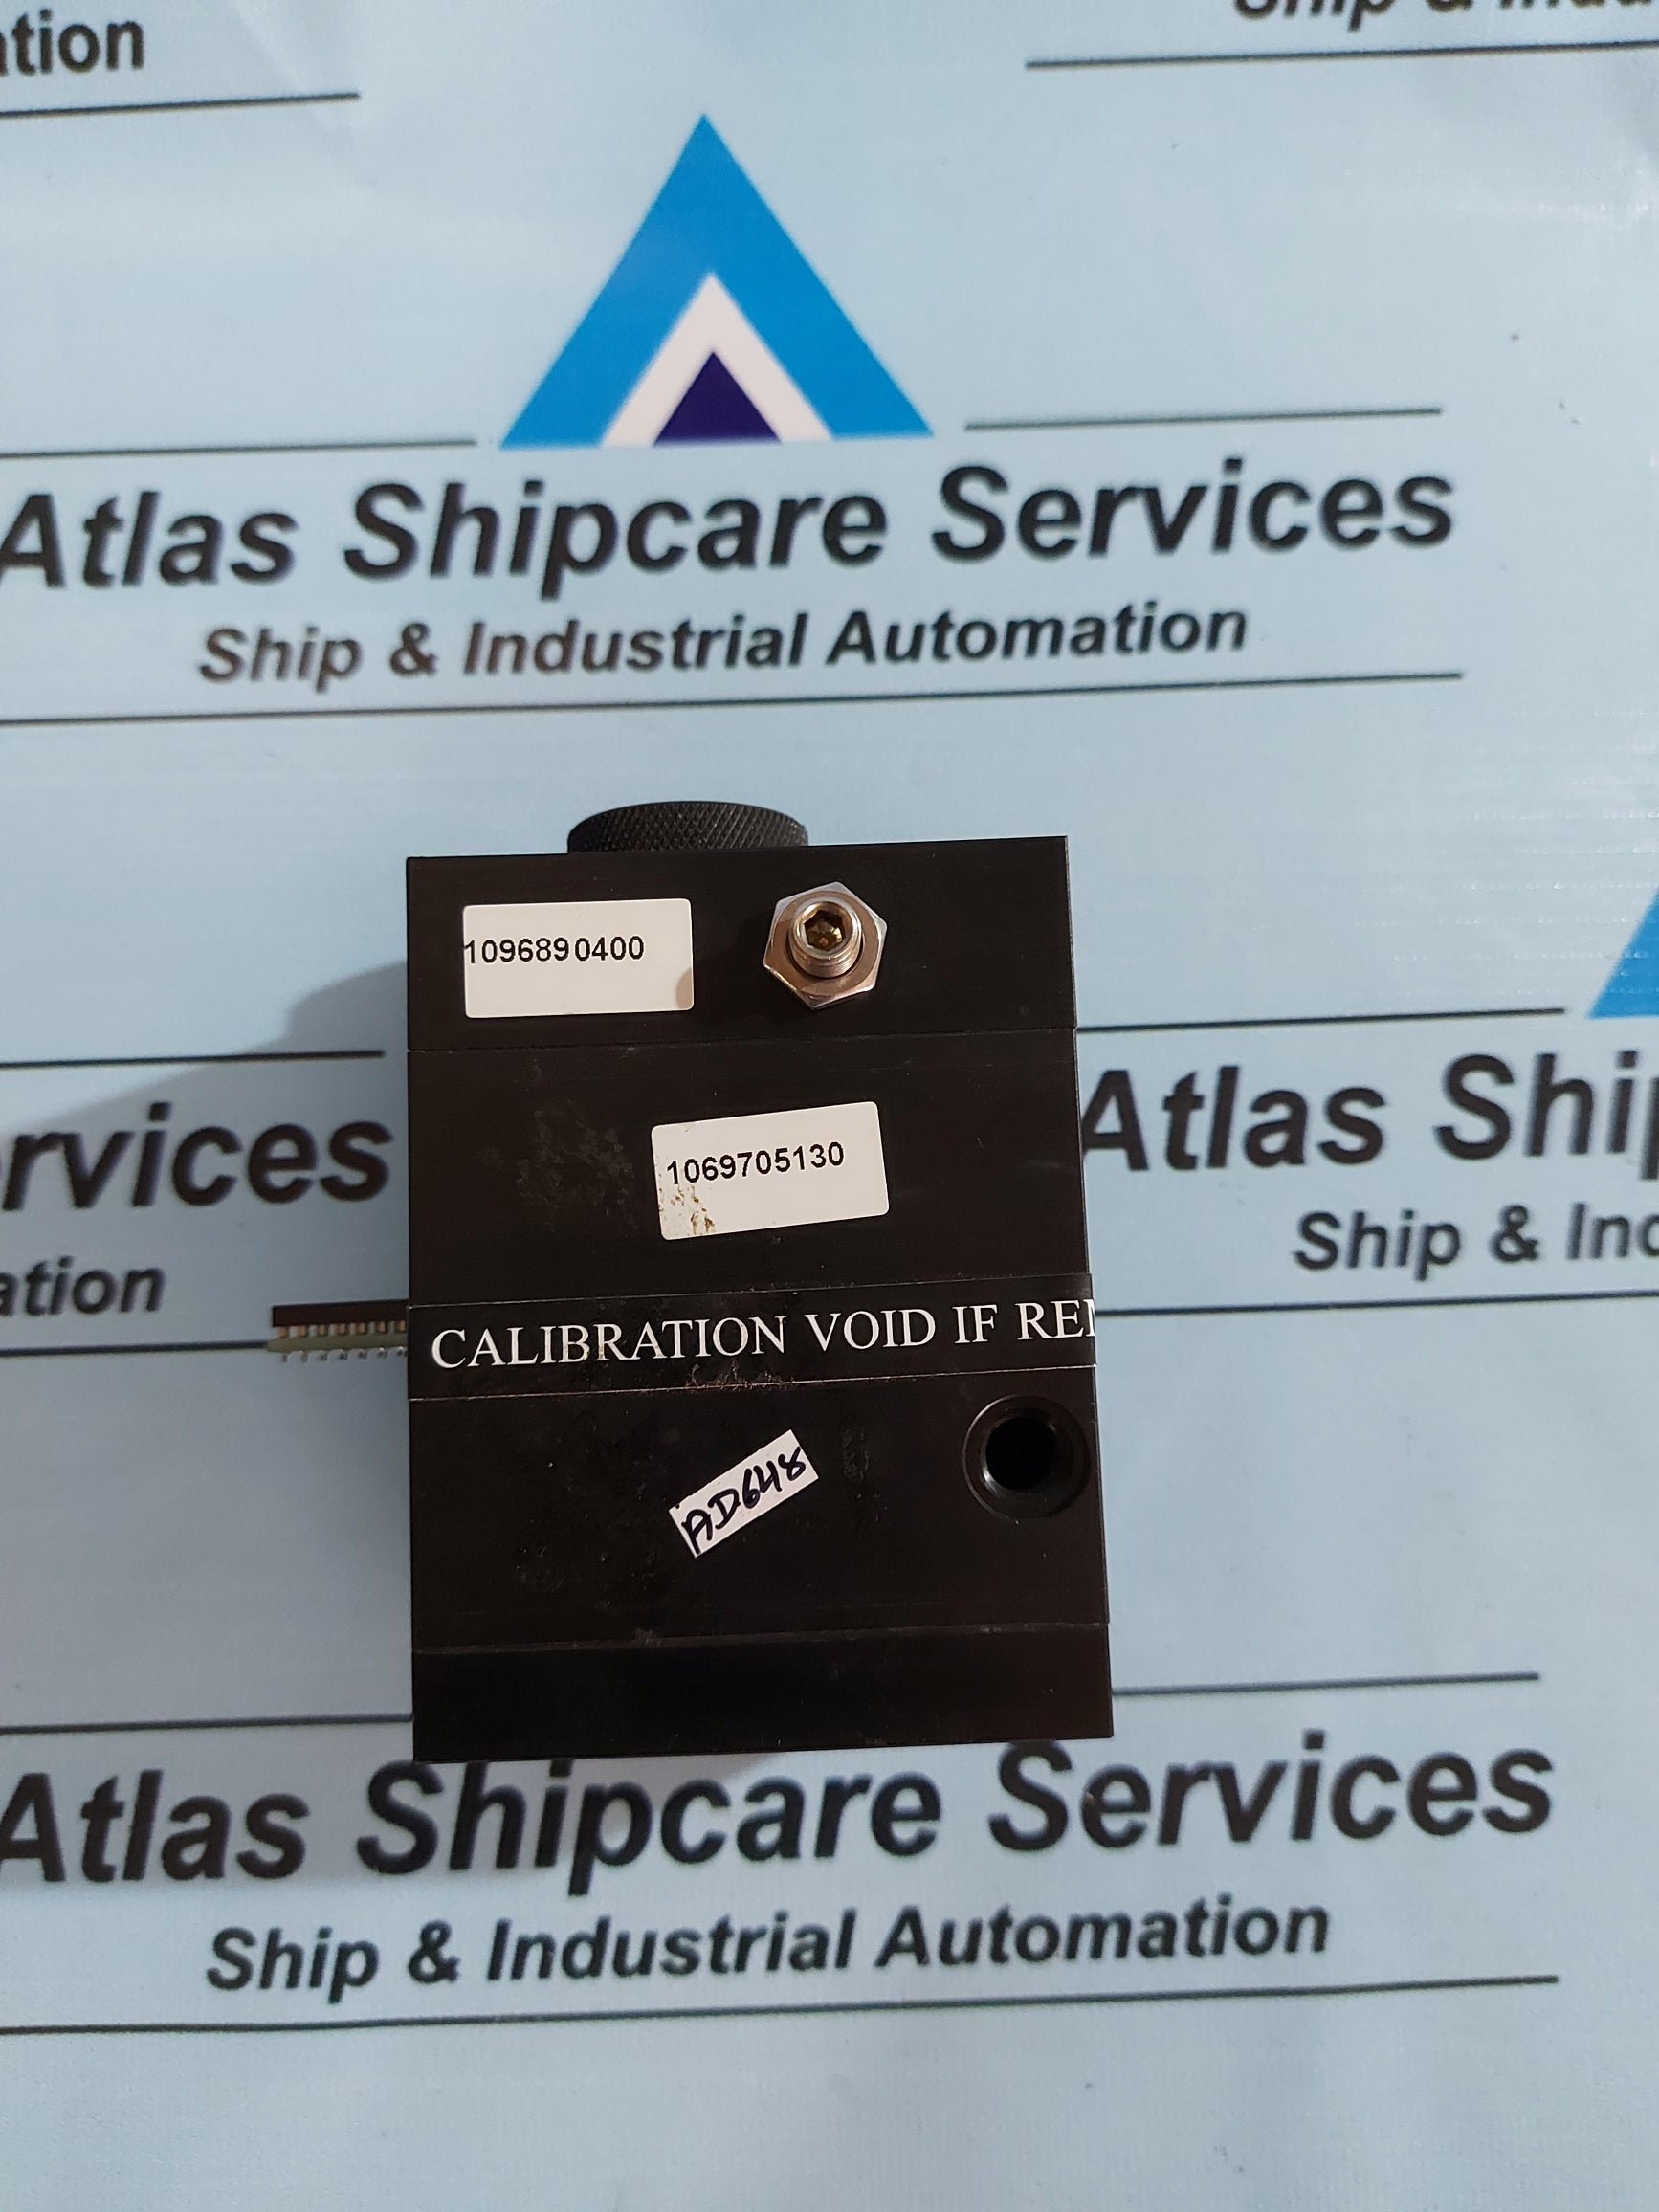 ation
Ship & Indu
Atlas Shipcare Services
Ship & Industrial Automation
1096890400
1069705130
rvices
Atlas Ship
ation
Ship & Ind
CALIBRATION VOID IF REM
AD648
Atlas Shipcare Services
Ship & Industrial Automation